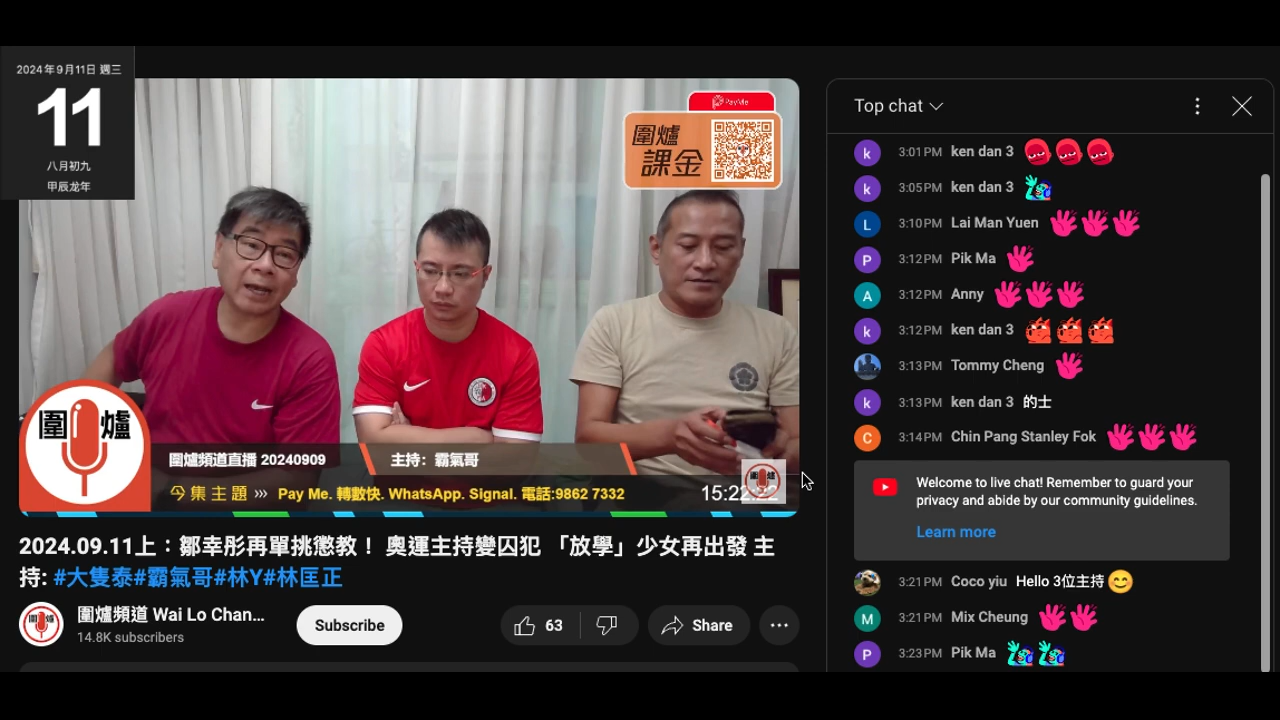 2024年9月11日 週三
11
八月初九
甲辰龙年
PayMe
圍爐
課金
圍爐
圍爐頻道直播 20240909
主持：霸氣哥
今集主題 ››› Pay Me. 轉數快. WhatsApp. Signal. 電話:9862 7332
15:22:22
2024.09.11上：鄒幸彤再單挑懲教！ 奧運主持變囚犯 「放學」少女再出發 主
持: #大隻泰#霸氣哥#林Y#林匡正
圍爐頻道 Wai Lo Chan...
14.8K subscribers
Subscribe
63
Share
Top chat
k 3:01 PM ken dan 3
k 3:05 PM ken dan 3
L 3:10 PM Lai Man Yuen
P 3:12 PM Pik Ma
A 3:12 PM Anny
k 3:12 PM ken dan 3
3:13 PM Tommy Cheng
k 3:13 PM ken dan 3 的士
C 3:14 PM Chin Pang Stanley Fok
Welcome to live chat! Remember to guard your
privacy and abide by our community guidelines.
Learn more
3:21 PM Coco yiu Hello 3位主持
M 3:21 PM Mix Cheung
P 3:23 PM Pik Ma